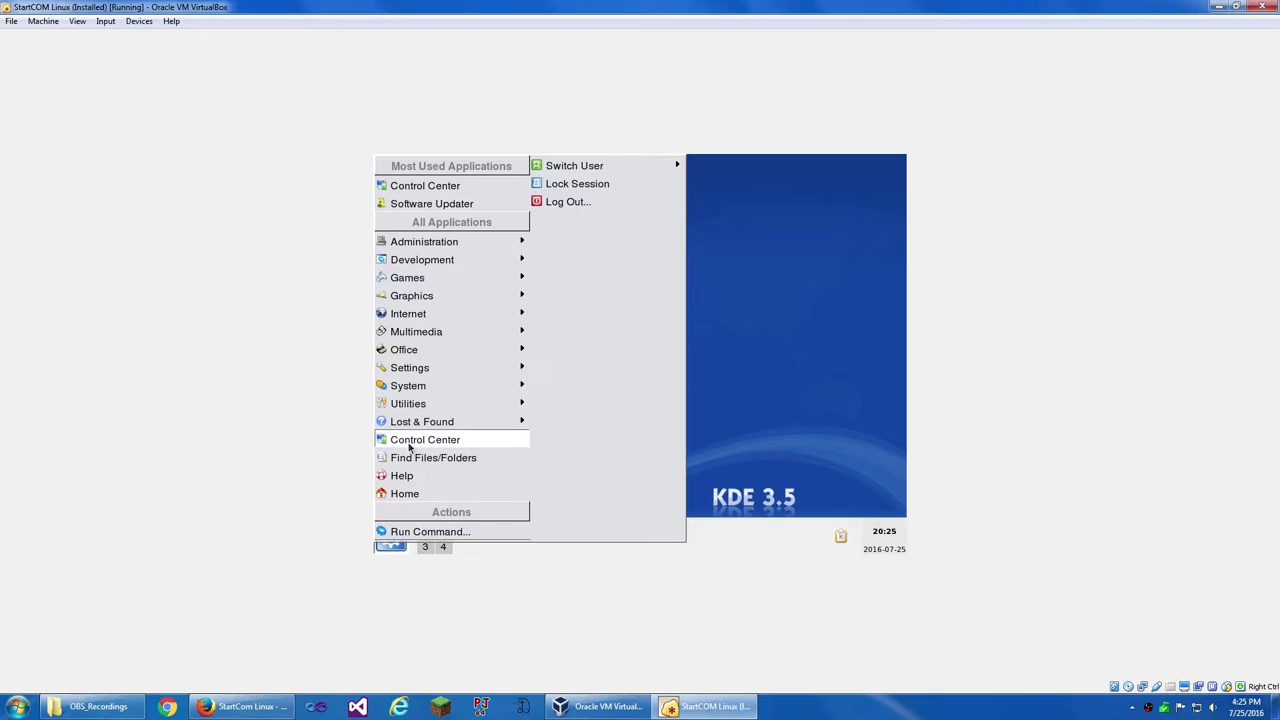 StartCOM Linux (Installed) [Running] - Oracle VM VirtualBox
File Machine View Input Devices Help
Most Used Applications
Control Center
Software Updater
All Applications
Administration
Development
Games
Graphics
Internet
Multimedia
Office
Settings
System
Utilities
Lost & Found
Control Center
Find Files/Folders
Help
Home
Actions
Run Command...
Switch User
Lock Session
Log Out...
KDE 3.5
3 4
20:25
2016-07-25
Right Ctrl
OBS_Recordings
StartCom Linux - ...
Oracle VM VirtualB...
StartCOM Linux (I...
4:25 PM
7/25/2016